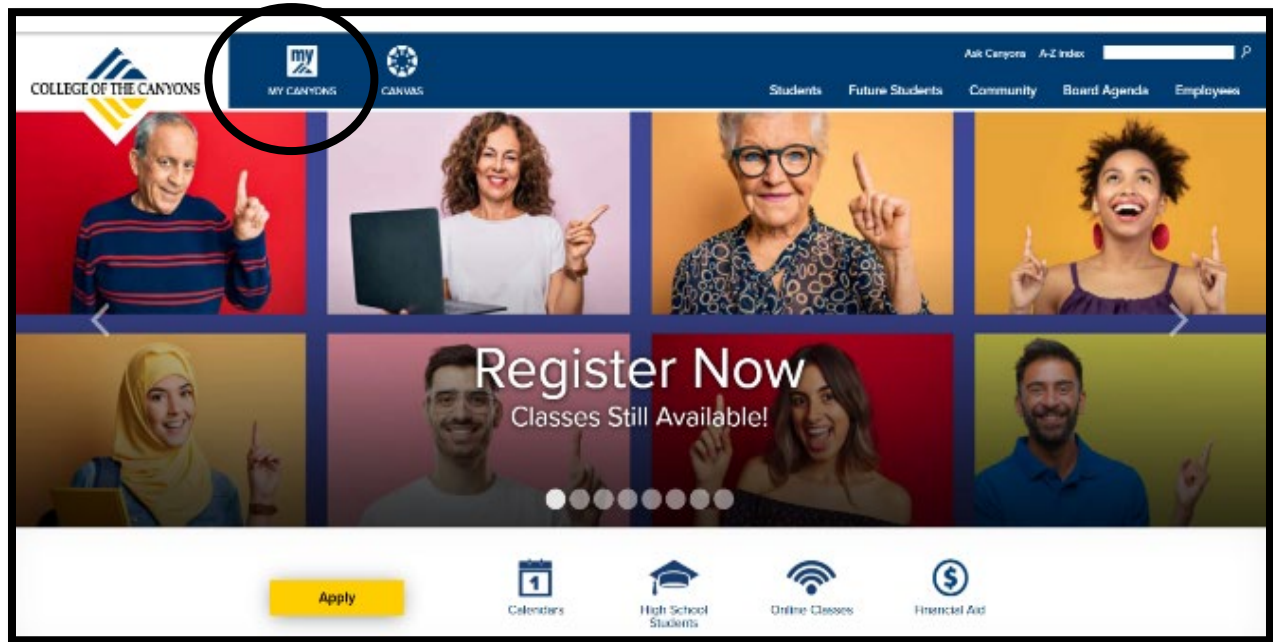 my
MY CANYONS
CANVAS
COLLEGE OF THE CANYONS
Ask Canyons A-Z Index
Students Future Students Community Board Agenda Employees
Register Now
Classes Still Available!
Apply
1
Calendars
High School
Students
Online Classes
$
Financial Aid